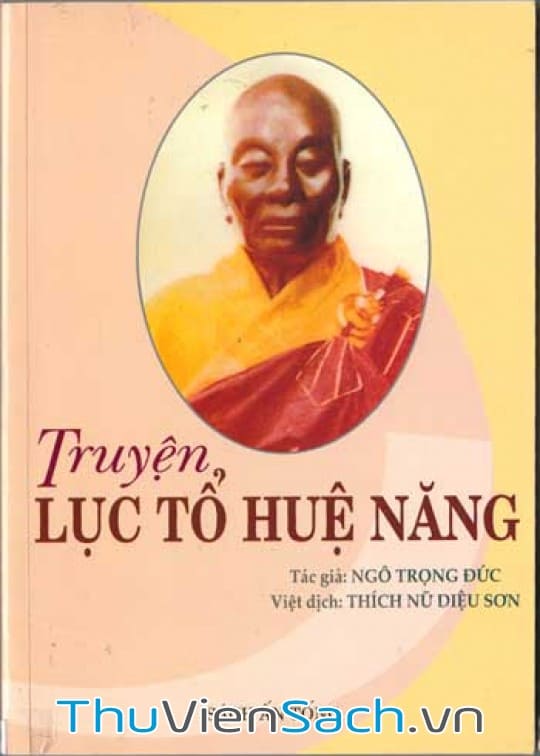 Truyện
LỤC TỔ HUỆ NĂNG
Tác giả: NGÔ TRỌNG ĐỨC
Việt dịch: THÍCH NỮ DIỆU SƠN
ThuVienSach.vn